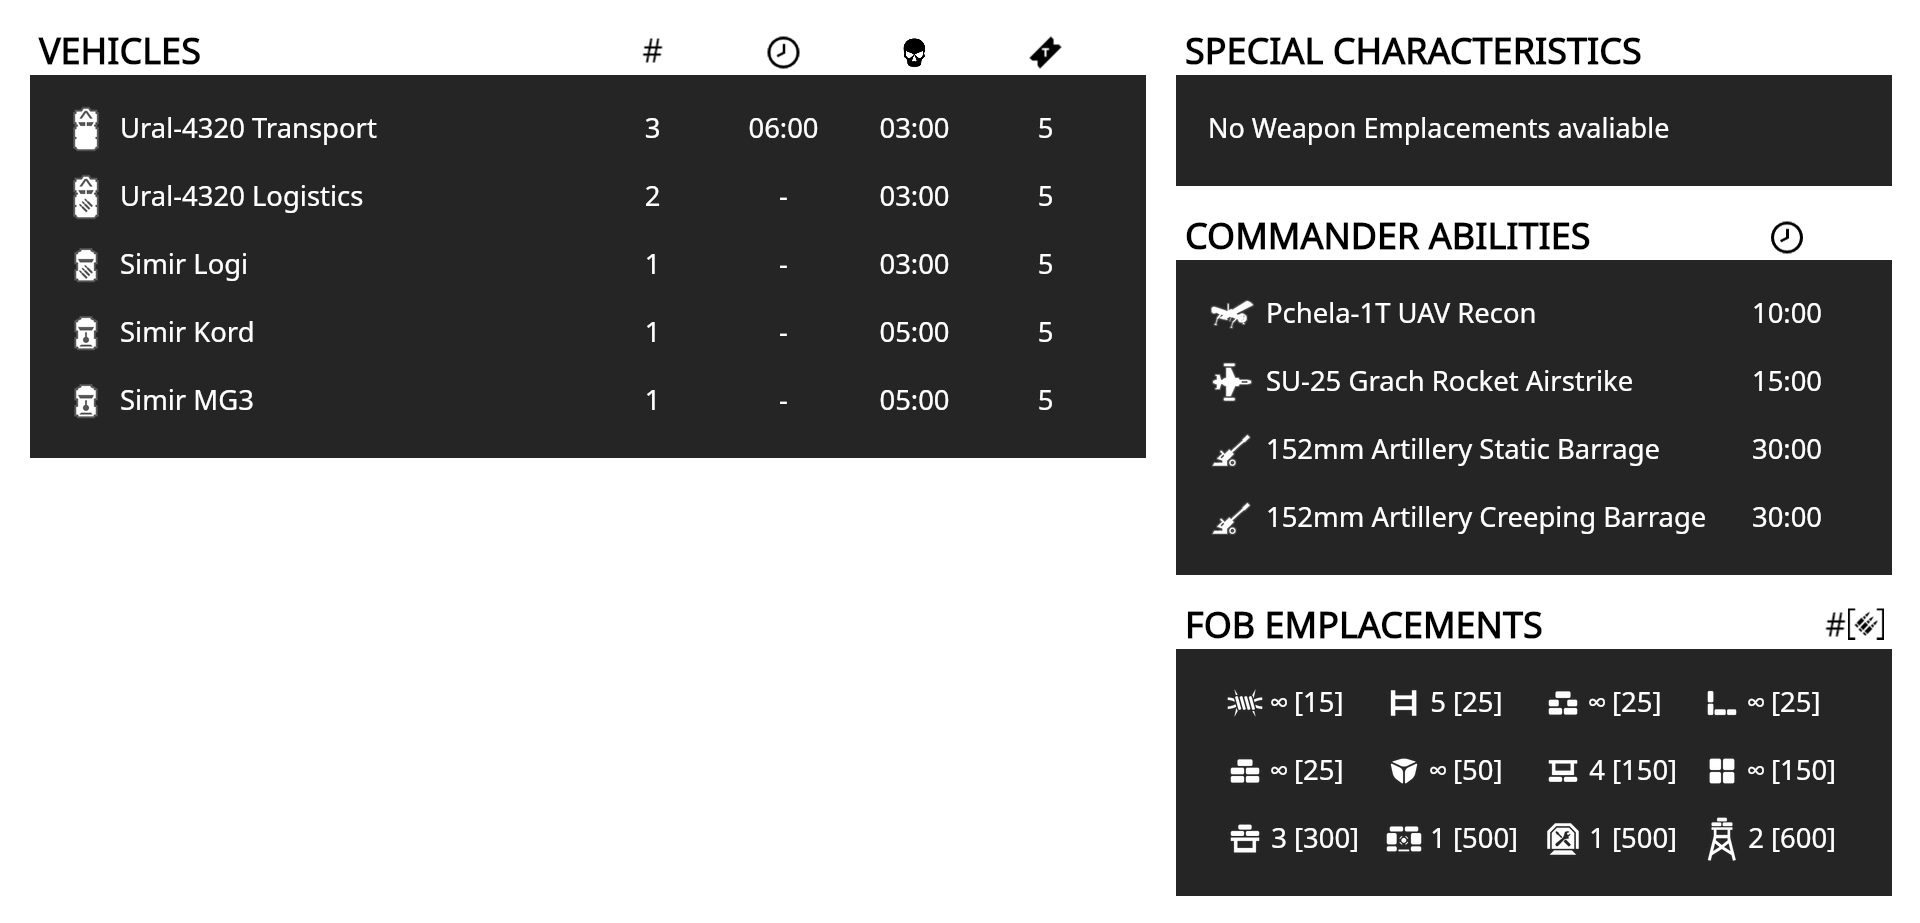 VEHICLES #
Ural-4320 Transport 3 06:00 03:00 5
Ural-4320 Logistics 2 - 03:00 5
Simir Logi 1 - 03:00 5
Simir Kord 1 - 05:00 5
Simir MG3 1 - 05:00 5
SPECIAL CHARACTERISTICS
No Weapon Emplacements avaliable
COMMANDER ABILITIES
Pchela-1T UAV Recon 10:00
SU-25 Grach Rocket Airstrike 15:00
152mm Artillery Static Barrage 30:00
152mm Artillery Creeping Barrage 30:00
FOB EMPLACEMENTS #[ ]
∞ [15] 5 [25] ∞ [25] ∞ [25]
∞ [25] ∞ [50] 4 [150] ∞ [150]
3 [300] 1 [500] 1 [500] 2 [600]